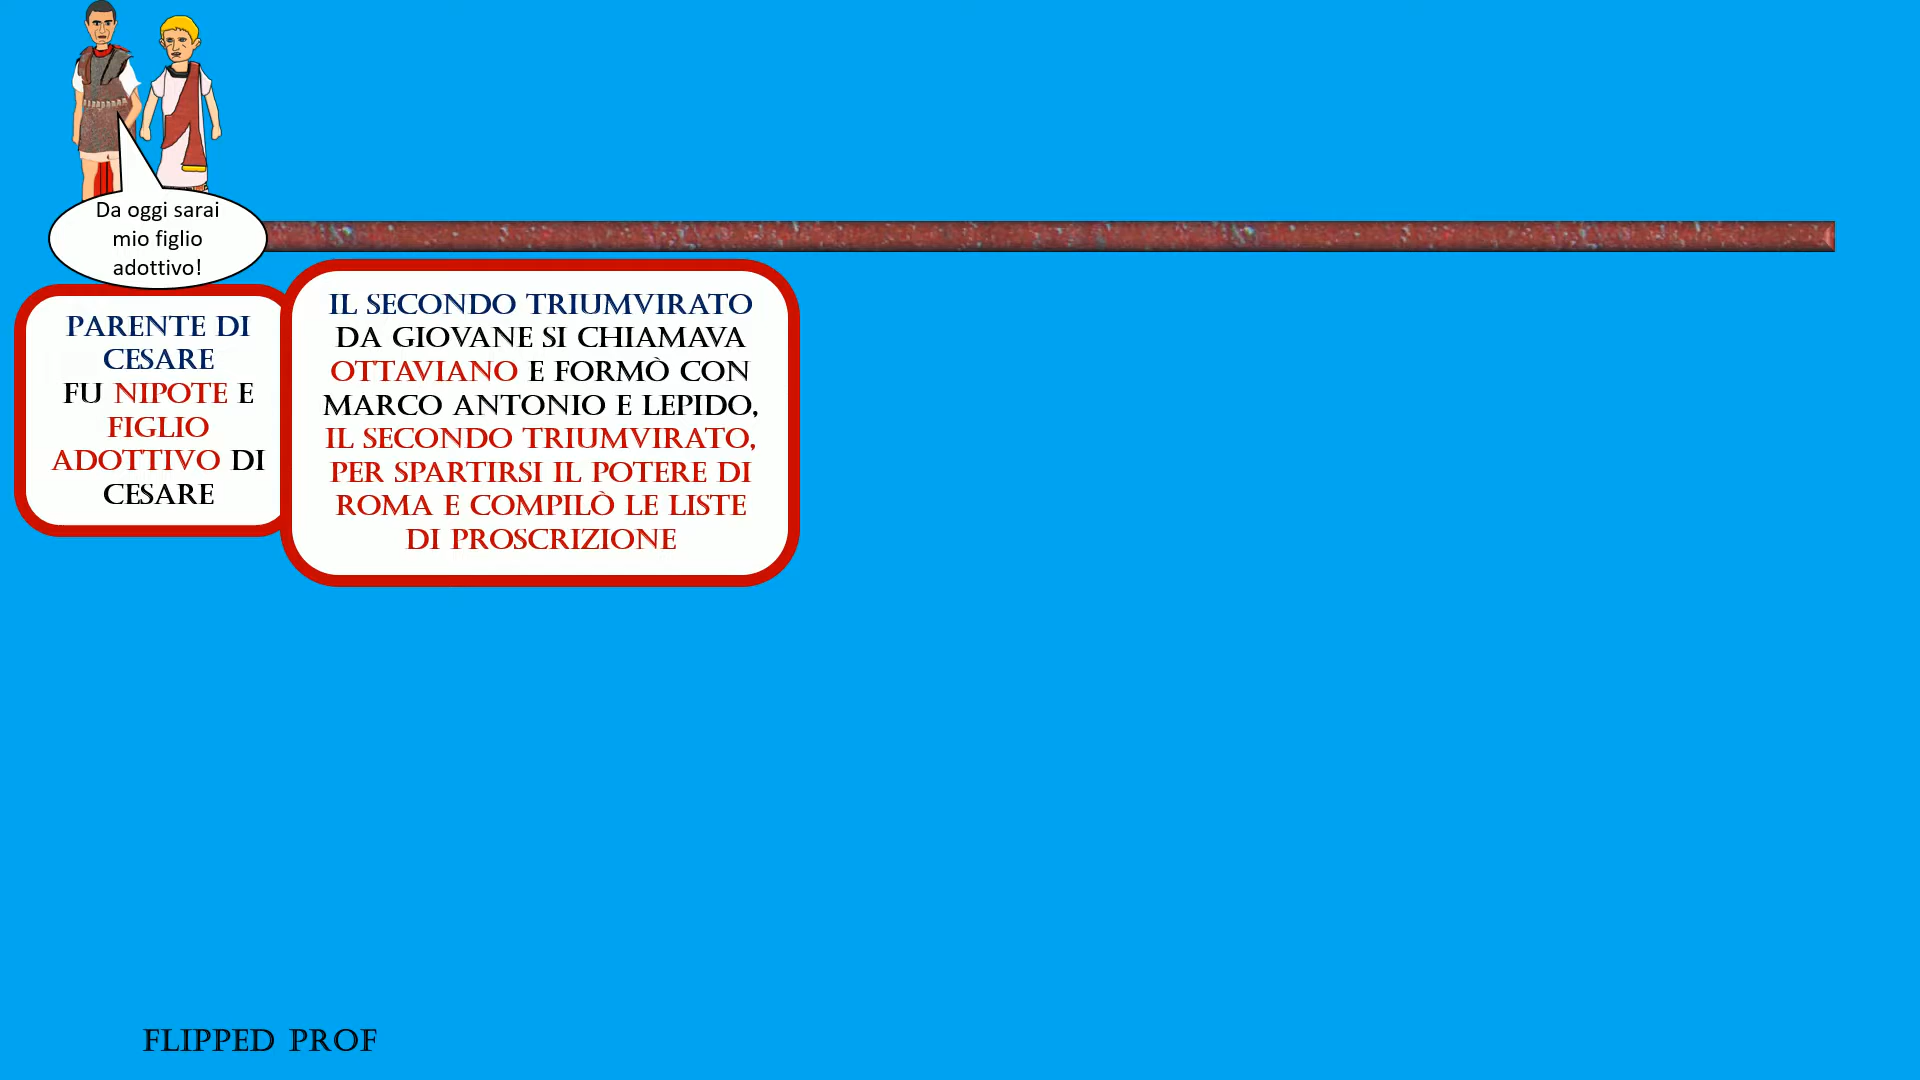 Da oggi sarai
mio figlio
adottivo!
PARENTE DI
CESARE
FU NIPOTE E
FIGLIO
ADOTTIVO DI
CESARE
IL SECONDO TRIUMVIRATO
DA GIOVANE SI CHIAMAVA
OTTAVIANO E FORMÒ CON
MARCO ANTONIO E LEPIDO,
IL SECONDO TRIUMVIRATO,
PER SPARTIRSI IL POTERE DI
ROMA E COMPILÒ LE LISTE
DI PROSCRIZIONE
FLIPPED PROF